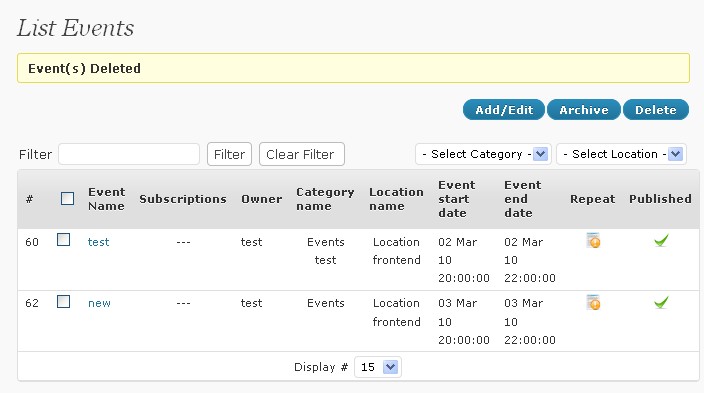 List Events
Event(s) Deleted
Add/Edit Archive Delete
Filter Filter Clear Filter - Select Category - - Select Location -
# Event Name Subscriptions Owner Category name Location name Event start date Event end date Repeat Published
60 test --- test Events test Location frontend 02 Mar 10 20:00:00 02 Mar 10 22:00:00
62 new --- test Events Location frontend 03 Mar 10 20:00:00 03 Mar 10 22:00:00
Display # 15